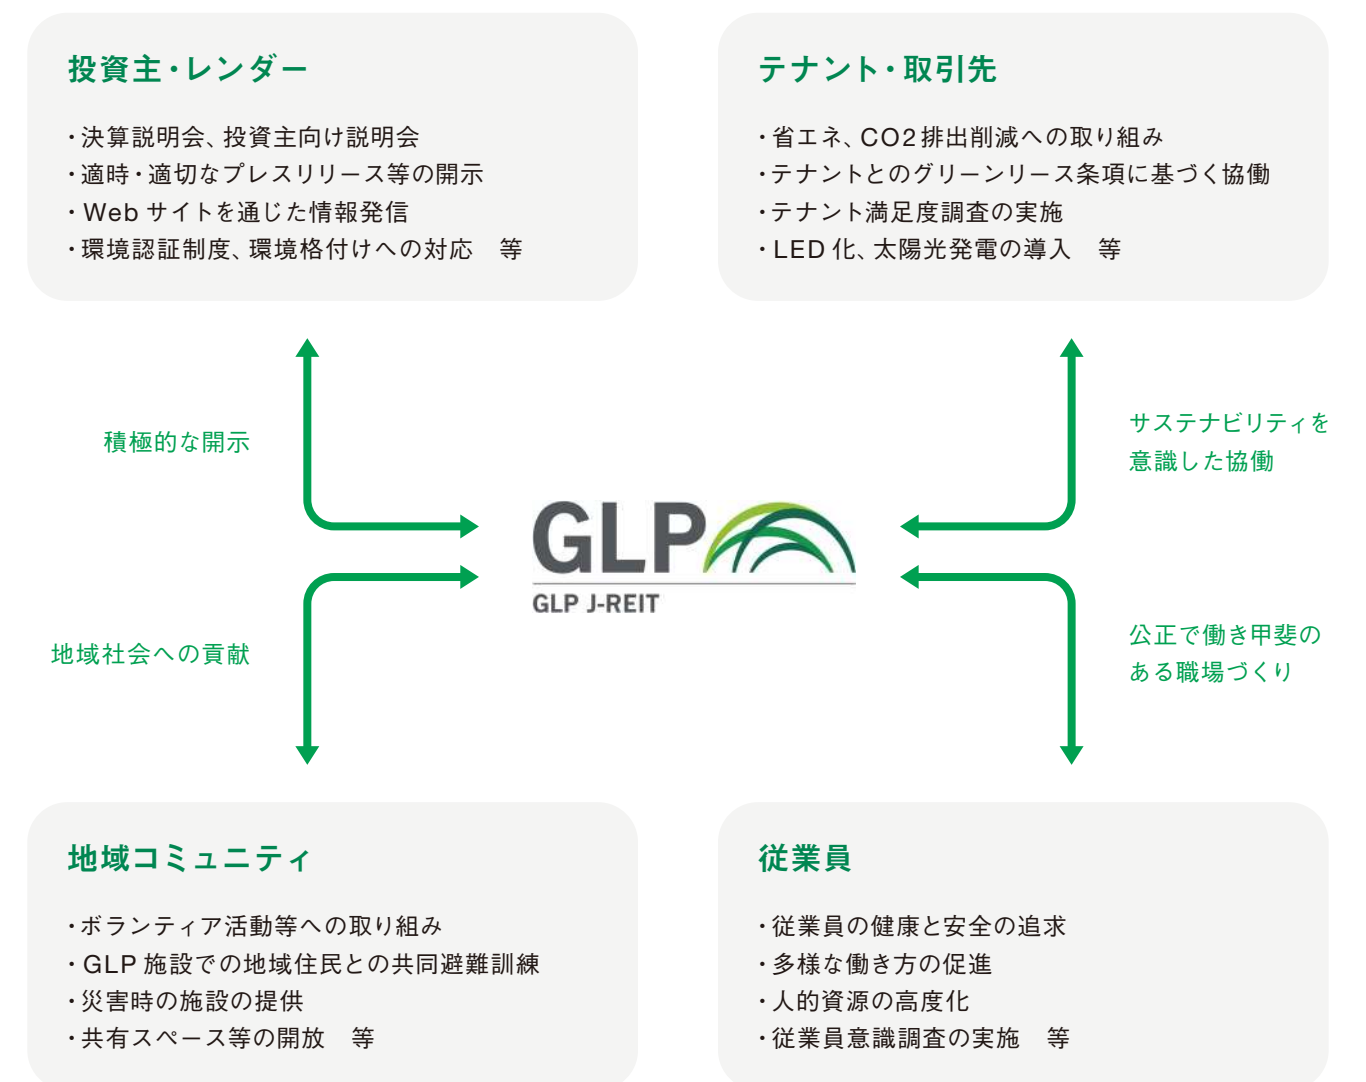 投資主・レンダー
・決算説明会、投資主向け説明会
・適時・適切なプレスリリース等の開示
・Web サイトを通じた情報発信
・環境認証制度、環境格付けへの対応　等
テナント・取引先
・省エネ、CO2排出削減への取り組み
・テナントとのグリーンリース条項に基づく協働
・テナント満足度調査の実施
・LED 化、太陽光発電の導入　等
積極的な開示
サステナビリティを
意識した協働
GLP
GLP J-REIT
地域社会への貢献
公正で働き甲斐の
ある職場づくり
地域コミュニティ
・ボランティア活動等への取り組み
・GLP 施設での地域住民との共同避難訓練
・災害時の施設の提供
・共有スペース等の開放　等
従業員
・従業員の健康と安全の追求
・多様な働き方の促進
・人的資源の高度化
・従業員意識調査の実施　等